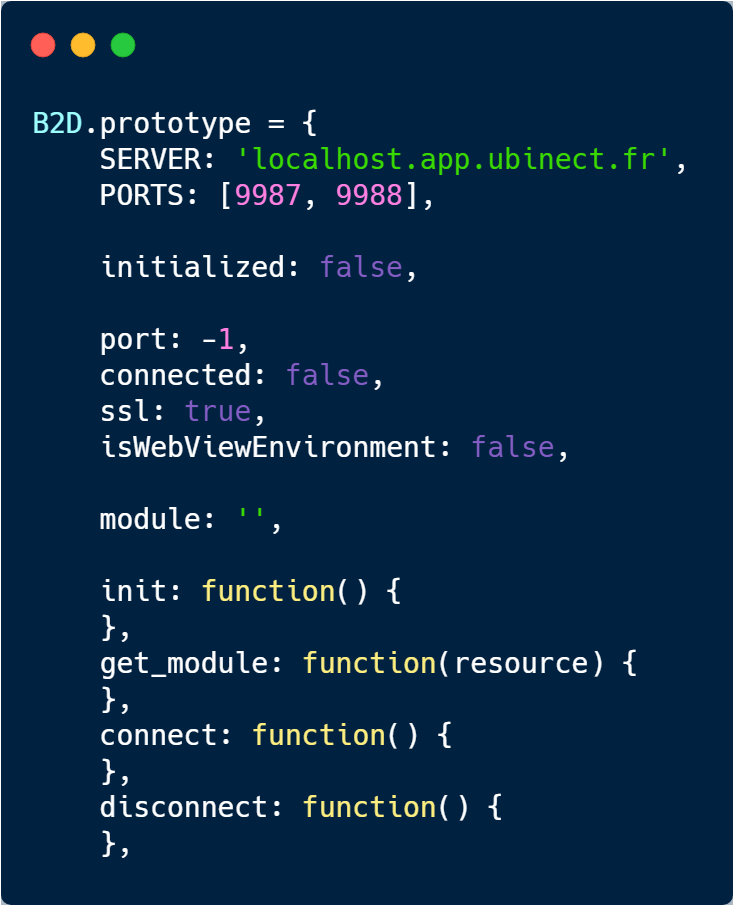 B2D.prototype = {
    SERVER: 'localhost.app.ubinect.fr',
    PORTS: [9987, 9988],

    initialized: false,

    port: -1,
    connected: false,
    ssl: true,
    isWebViewEnvironment: false,

    module: '',

    init: function() {
    },
    get_module: function(resource) {
    },
    connect: function() {
    },
    disconnect: function() {
    },